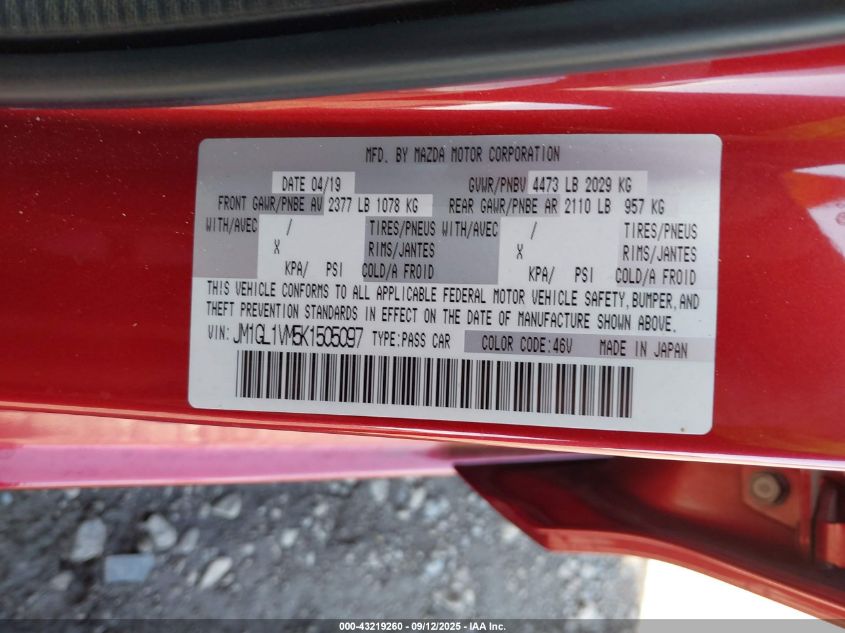 MFD. BY MAZDA MOTOR CORPORATION
DATE 04/19 GVWR/PNBV 4473 LB 2029 KG
FRONT GAWR/PNBE AV 2377 LB 1078 KG REAR GAWR/PNBE AR 2110 LB 957 KG
WITH/AVEC / TIRES/PNEUS WITH/AVEC / TIRES/PNEUS
X RIMS/JANTES X RIMS/JANTES
KPA/ PSI COLD/A FROID KPA/ PSI COLD/A FROID
THIS VEHICLE CONFORMS TO ALL APPLICABLE FEDERAL MOTOR VEHICLE SAFETY, BUMPER, AND
THEFT PREVENTION STANDARDS IN EFFECT ON THE DATE OF MANUFACTURE SHOWN ABOVE.
VIN: JM1GL1VM5K1505097 TYPE:PASS CAR COLOR CODE:46V MADE IN JAPAN
000-43219260 - 09/12/2025 - IAA Inc.